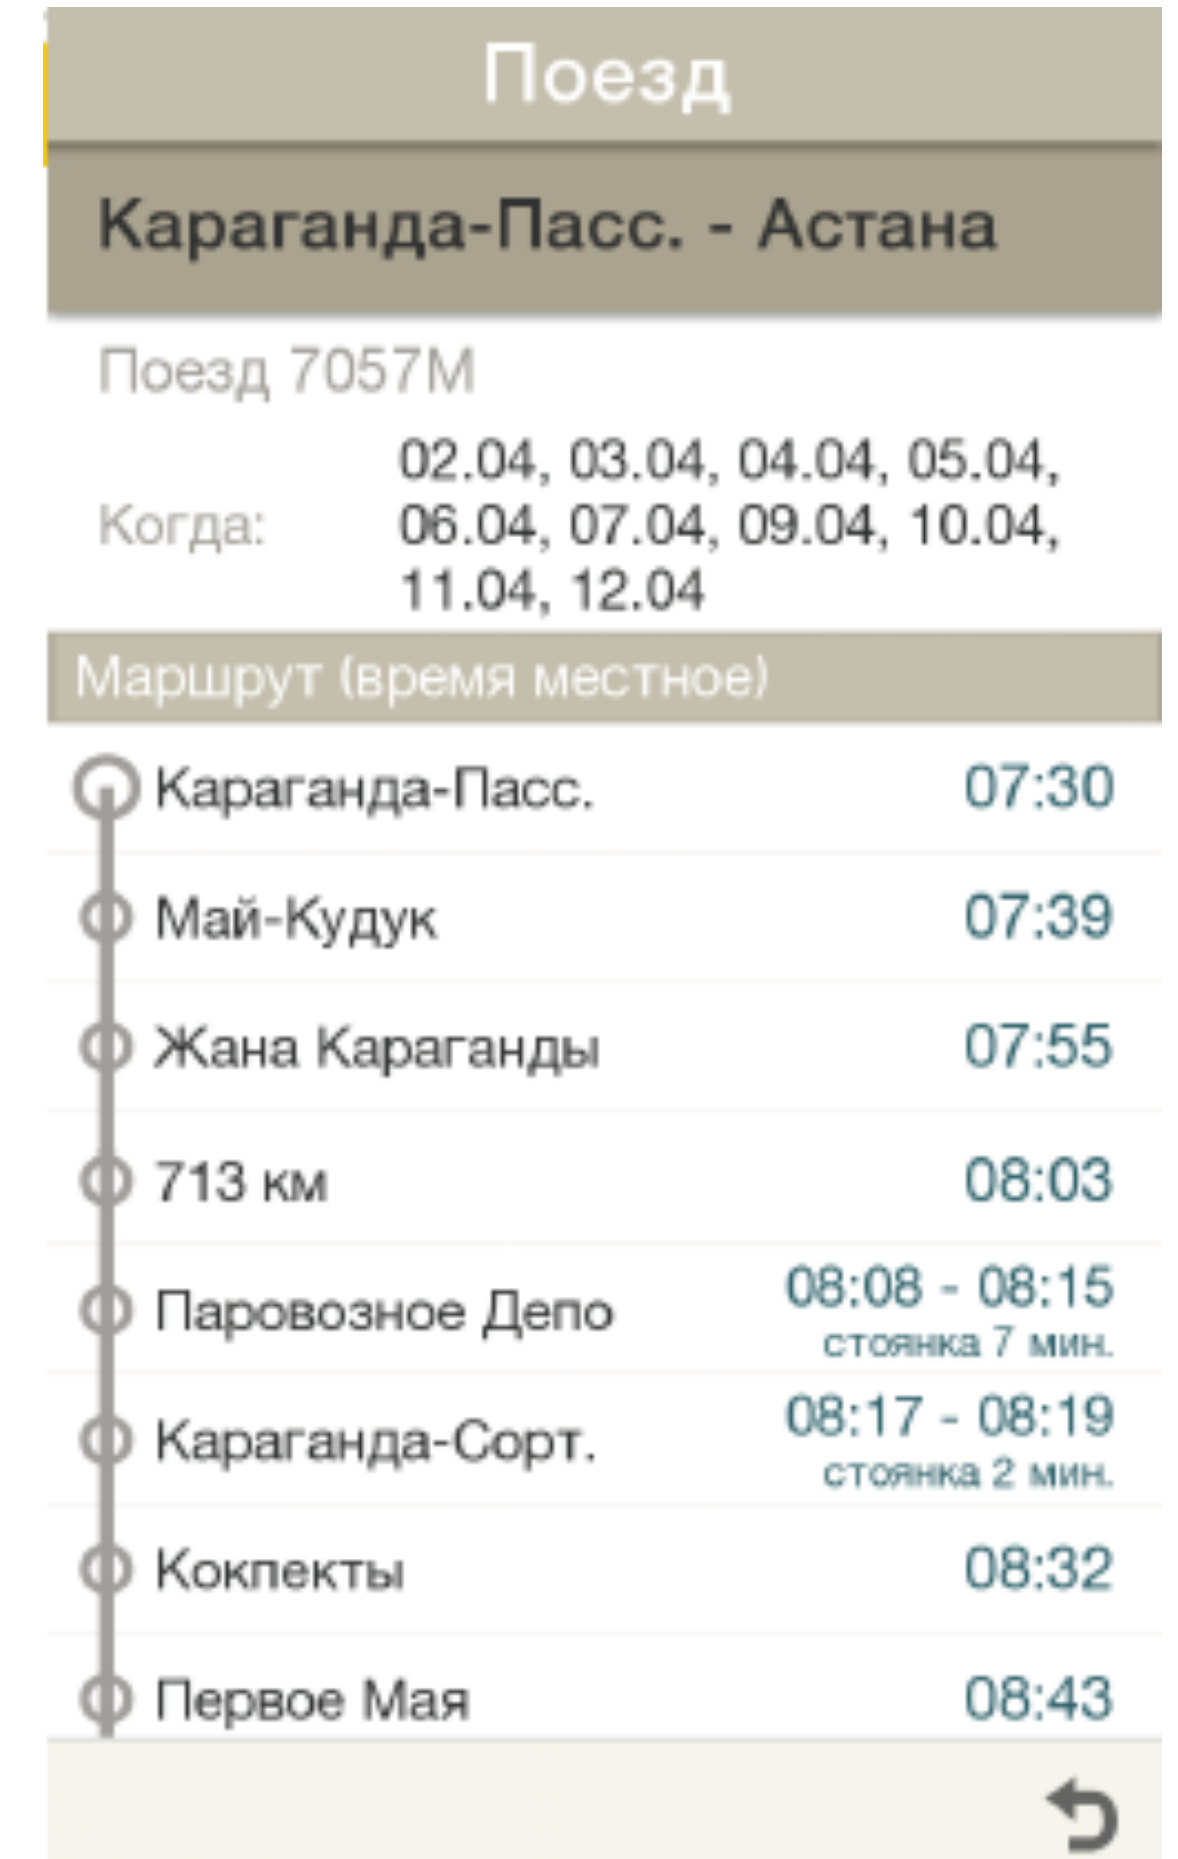 Поезд
Караганда-Пасс. - Астана
Поезд 7057М
Когда:
02.04, 03.04, 04.04, 05.04,
06.04, 07.04, 09.04, 10.04,
11.04, 12.04
Маршрут (время местное)
Караганда-Пасс. 07:30
Май-Кудук 07:39
Жана Караганды 07:55
713 км 08:03
Паровозное Депо 08:08 - 08:15
стоянка 7 мин.
Караганда-Сорт. 08:17 - 08:19
стоянка 2 мин.
Кокпекты 08:32
Первое Мая 08:43